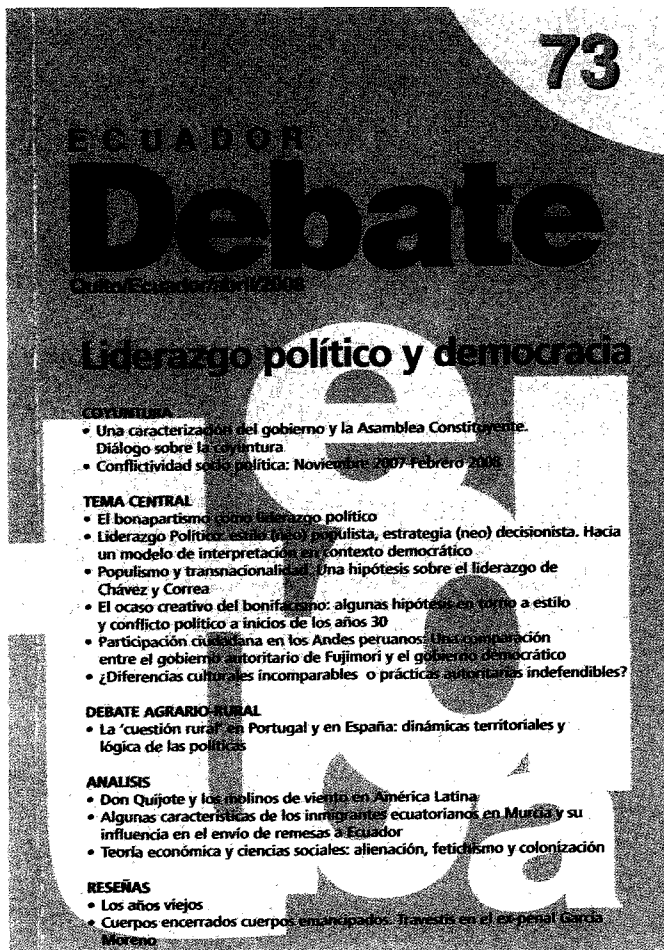 73
ECUADOR
Debate
Quito/Ecuador/abril/2008
Liderazgo político y democracia
COYUNTURA
• Una caracterización del gobierno y la Asamblea Constituyente.
Diálogo sobre la coyuntura
• Conflictividad socio política: Noviembre 2007-Febrero 2008
TEMA CENTRAL
• El bonapartismo como liderazgo político
• Liderazgo Político: estilo (neo) populista, estrategia (neo) decisionista. Hacia
un modelo de interpretación en contexto democrático
• Populismo y transnacionalidad. Una hipótesis sobre el liderazgo de
Chávez y Correa
• El ocaso creativo del bonifacismo: algunas hipótesis en torno a estilo
y conflicto político a inicios de los años 30
• Participación ciudadana en los Andes peruanos: Una comparación
entre el gobierno autoritario de Fujimori y el gobierno democrático
• ¿Diferencias culturales incomparables o prácticas autoritarias indefendibles?
DEBATE AGRARIO-RURAL
• La 'cuestión rural' en Portugal y en España: dinámicas territoriales y
lógica de las políticas
ANALISIS
• Don Quijote y los molinos de viento en América Latina
• Algunas características de los inmigrantes ecuatorianos en Murcia y su
influencia en el envío de remesas a Ecuador
• Teoría económica y ciencias sociales: alienación, fetichismo y colonización
RESEÑAS
• Los años viejos
• Cuerpos encerrados cuerpos emancipados. Travestis en el ex-penal García
Moreno